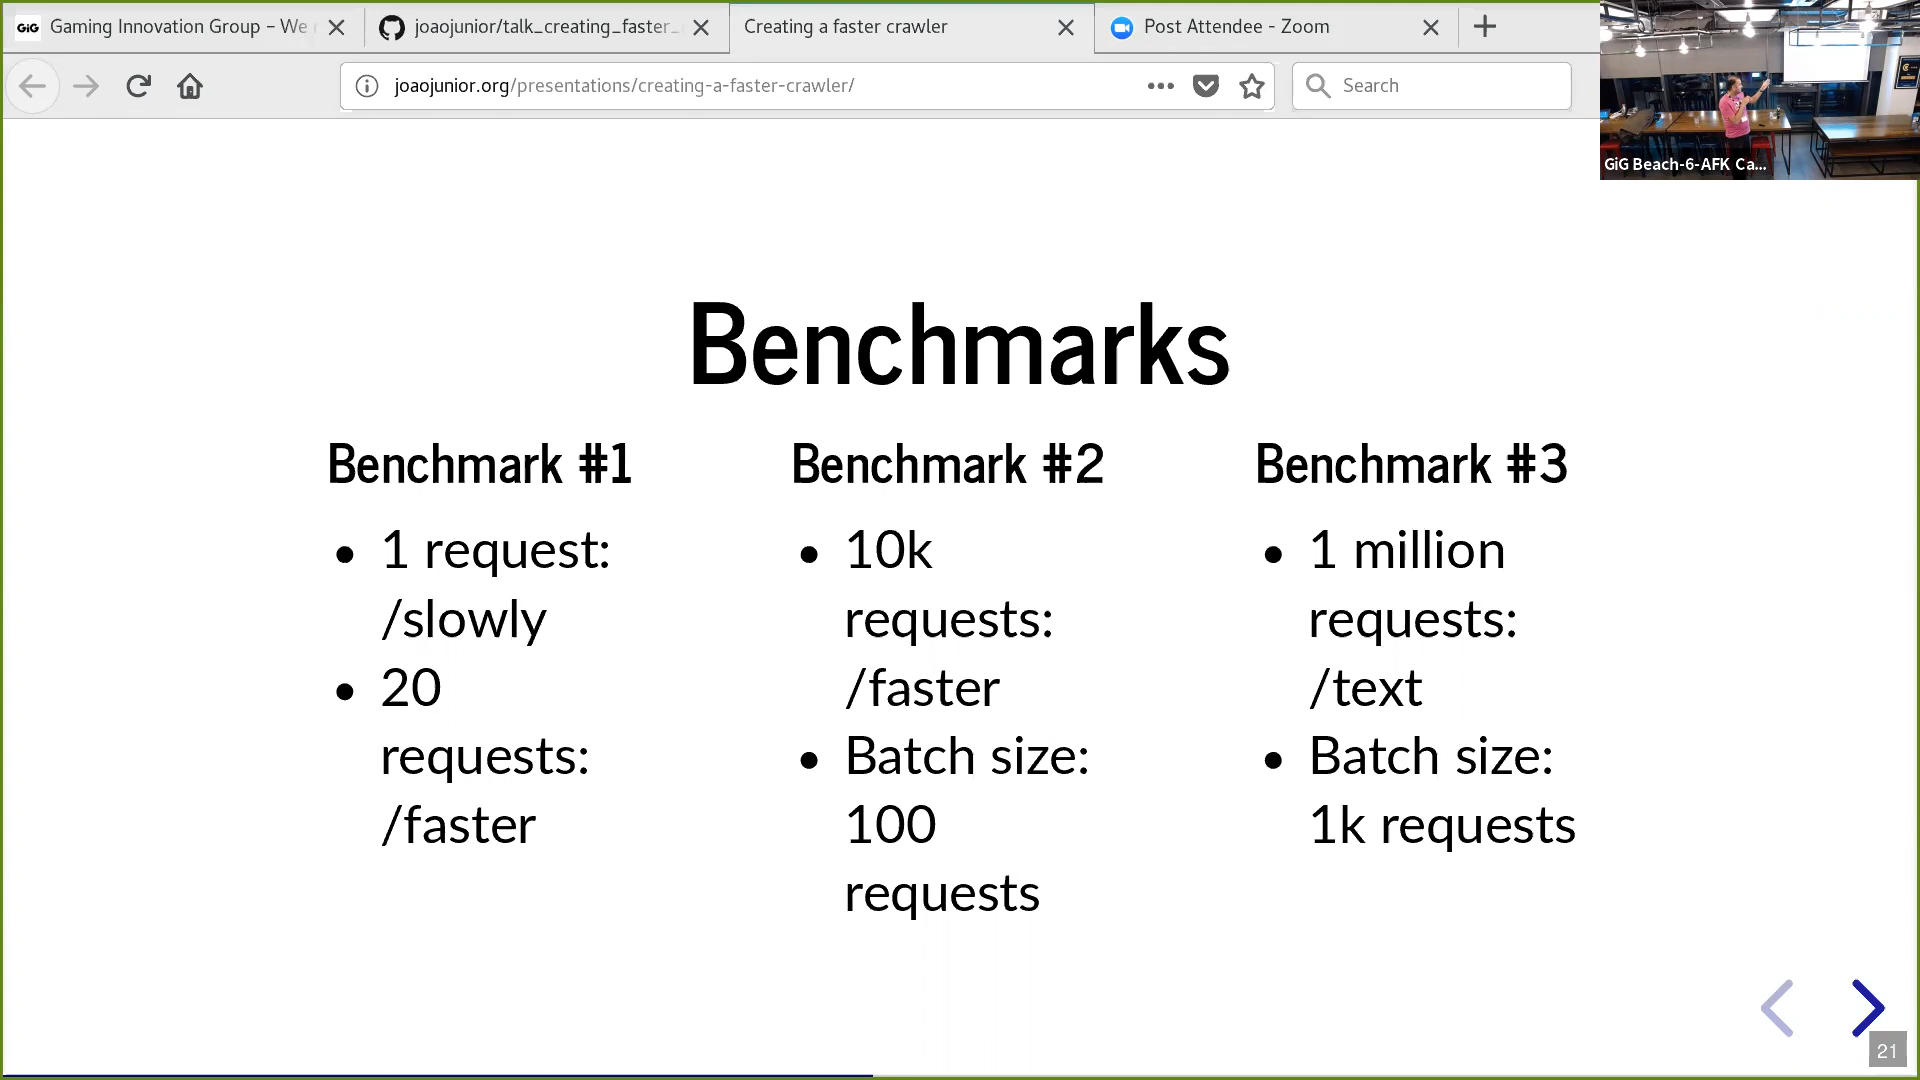 GiG Gaming Innovation Group – We
joaojunior/talk_creating_faster_
Creating a faster crawler
Post Attendee - Zoom
joaojunior.org/presentations/creating-a-faster-crawler/
Search
GiG Beach-6-AFK Ca...
Benchmarks
Benchmark #1
• 1 request:
/slowly
• 20
requests:
/faster
Benchmark #2
• 10k
requests:
/faster
• Batch size:
100
requests
Benchmark #3
• 1 million
requests:
/text
• Batch size:
1k requests
21